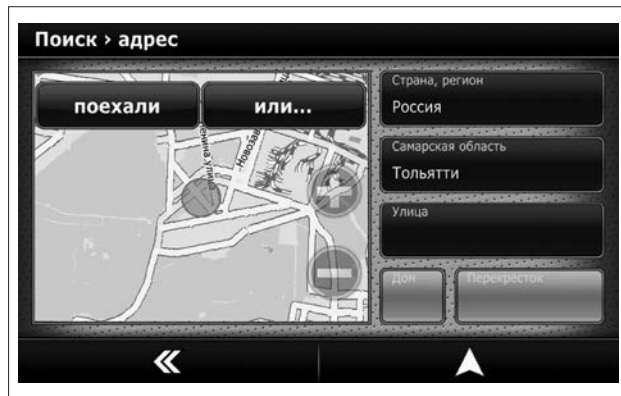 Поиск › адрес
поехали
или...
Страна, регион
Россия
Самарская область
Тольятти
Улица
Дом
Перекресток